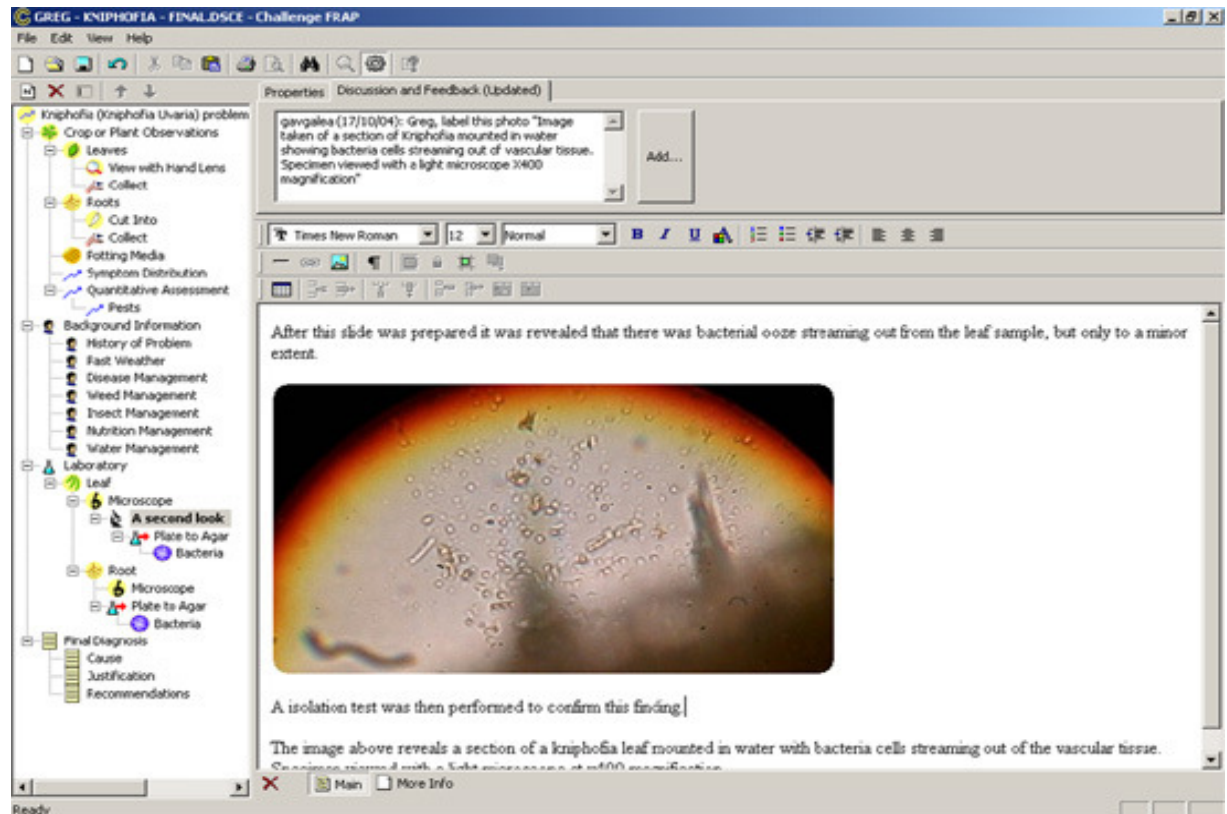 GREG - KNIPHOFIA - FINAL.DSCE - Challenge FRAP
File Edit View Help
Properties Discussion and Feedback (Updated)
gavgalea (17/10/04): Greg, label this photo "Image
taken of a section of Kniphofia mounted in water
showing bacteria cells streaming out of vascular tissue.
Specimen viewed with a light microscope X400
magnification"
Add...
Times New Roman 12 Normal B I U
Kniphofia (Kniphofia Uvaria) problem
Crop or Plant Observations
Leaves
View with Hand Lens
Collect
Roots
Cut Into
Collect
Potting Media
Symptom Distribution
Quantitative Assessment
Pests
Background Information
History of Problem
Past Weather
Disease Management
Weed Management
Insect Management
Nutrition Management
Water Management
Laboratory
Leaf
Microscope
A second look
Plate to Agar
Bacteria
Root
Microscope
Plate to Agar
Bacteria
Final Diagnosis
Cause
Justification
Recommendations
After this slide was prepared it was revealed that there was bacterial ooze streaming out from the leaf sample, but only to a minor
extent.
A isolation test was then performed to confirm this finding.
The image above reveals a section of a kniphofia leaf mounted in water with bacteria cells streaming out of the vascular tissue.
Specimen viewed with a light microscope at x400 magnification
Main More Info
Ready